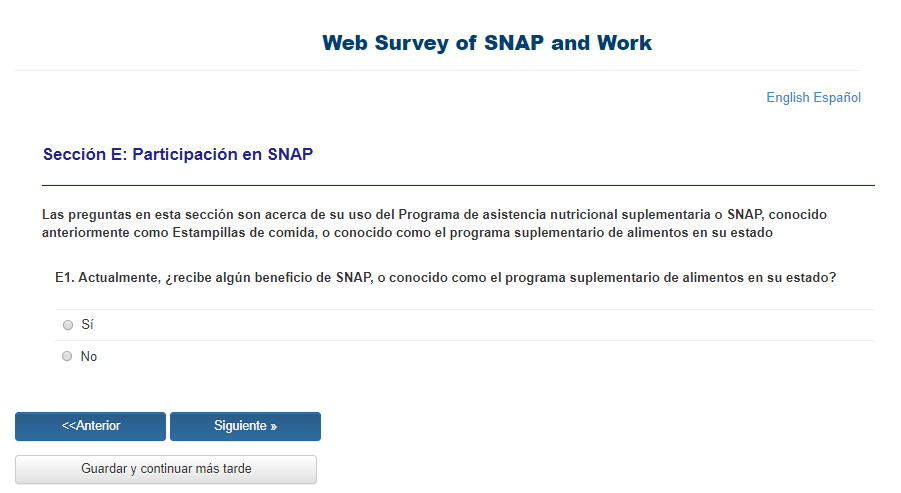 Web Survey of SNAP and Work
English Español
Sección E: Participación en SNAP
Las preguntas en esta sección son acerca de su uso del Programa de asistencia nutricional suplementaria o SNAP, conocido
anteriormente como Estampillas de comida, o conocido como el programa suplementario de alimentos en su estado
E1. Actualmente, ¿recibe algún beneficio de SNAP, o conocido como el programa suplementario de alimentos en su estado?
Sí
No
<<Anterior
Siguiente »
Guardar y continuar más tarde